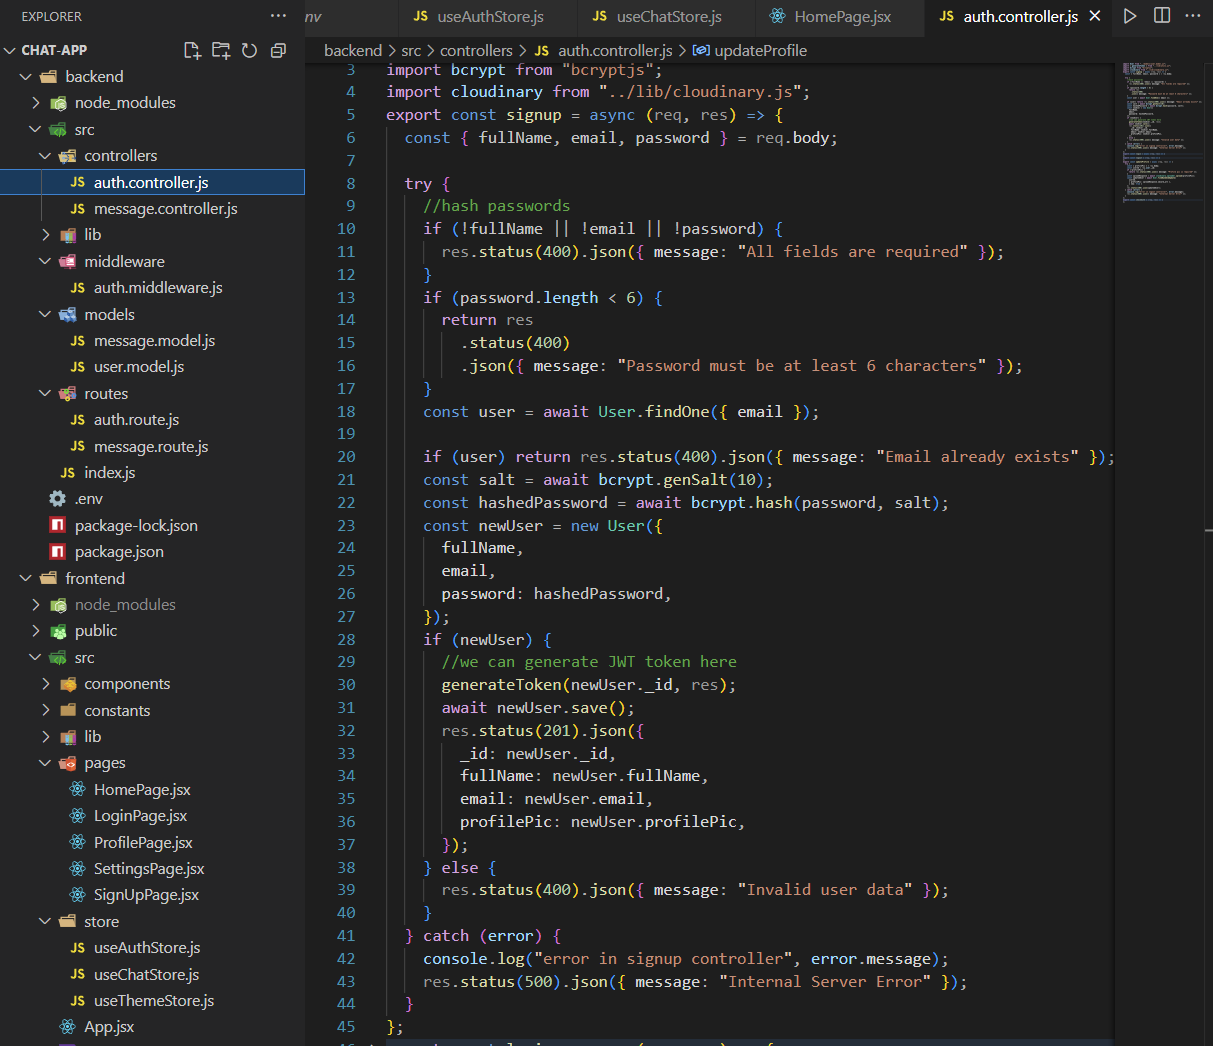 EXPLORER
CHAT-APP
backend
node_modules
src
controllers
JS auth.controller.js
JS message.controller.js
lib
middleware
JS auth.middleware.js
models
JS message.model.js
JS user.model.js
routes
JS auth.route.js
JS message.route.js
JS index.js
.env
package-lock.json
package.json
frontend
node_modules
public
src
components
constants
lib
pages
HomePage.jsx
LoginPage.jsx
ProfilePage.jsx
SettingsPage.jsx
SignUpPage.jsx
store
JS useAuthStore.js
JS useChatStore.js
JS useThemeStore.js
App.jsx
nv JS useAuthStore.js JS useChatStore.js HomePage.jsx JS auth.controller.js
backend > src > controllers > JS auth.controller.js > updateProfile
3 import bcrypt from "bcryptjs";
4 import cloudinary from "../lib/cloudinary.js";
5 export const signup = async (req, res) => {
6 const { fullName, email, password } = req.body;
7
8 try {
9 //hash passwords
10 if (!fullName || !email || !password) {
11 res.status(400).json({ message: "All fields are required" });
12 }
13 if (password.length < 6) {
14 return res
15 .status(400)
16 .json({ message: "Password must be at least 6 characters" });
17 }
18 const user = await User.findOne({ email });
19
20 if (user) return res.status(400).json({ message: "Email already exists" });
21 const salt = await bcrypt.genSalt(10);
22 const hashedPassword = await bcrypt.hash(password, salt);
23 const newUser = new User({
24 fullName,
25 email,
26 password: hashedPassword,
27 });
28 if (newUser) {
29 //we can generate JWT token here
30 generateToken(newUser._id, res);
31 await newUser.save();
32 res.status(201).json({
33 _id: newUser._id,
34 fullName: newUser.fullName,
35 email: newUser.email,
36 profilePic: newUser.profilePic,
37 });
38 } else {
39 res.status(400).json({ message: "Invalid user data" });
40 }
41 } catch (error) {
42 console.log("error in signup controller", error.message);
43 res.status(500).json({ message: "Internal Server Error" });
44 }
45 };